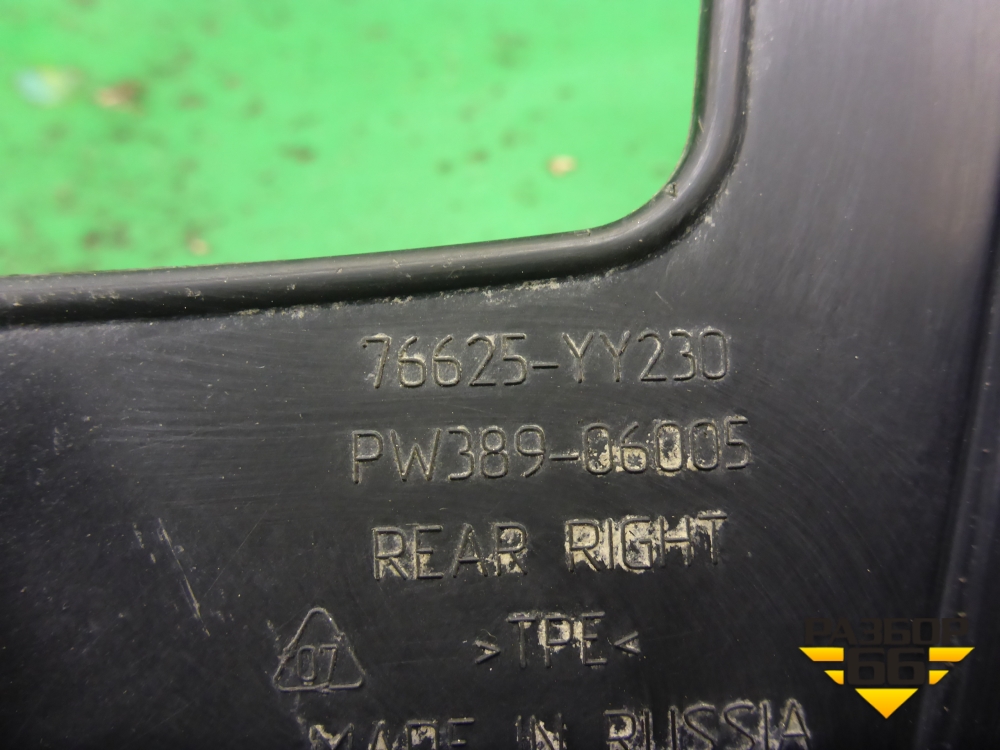 76625-YY230
PW389-06005
REAR RIGHT
>TPE<
07
MADE IN RUSSIA
РАЗБОР
66